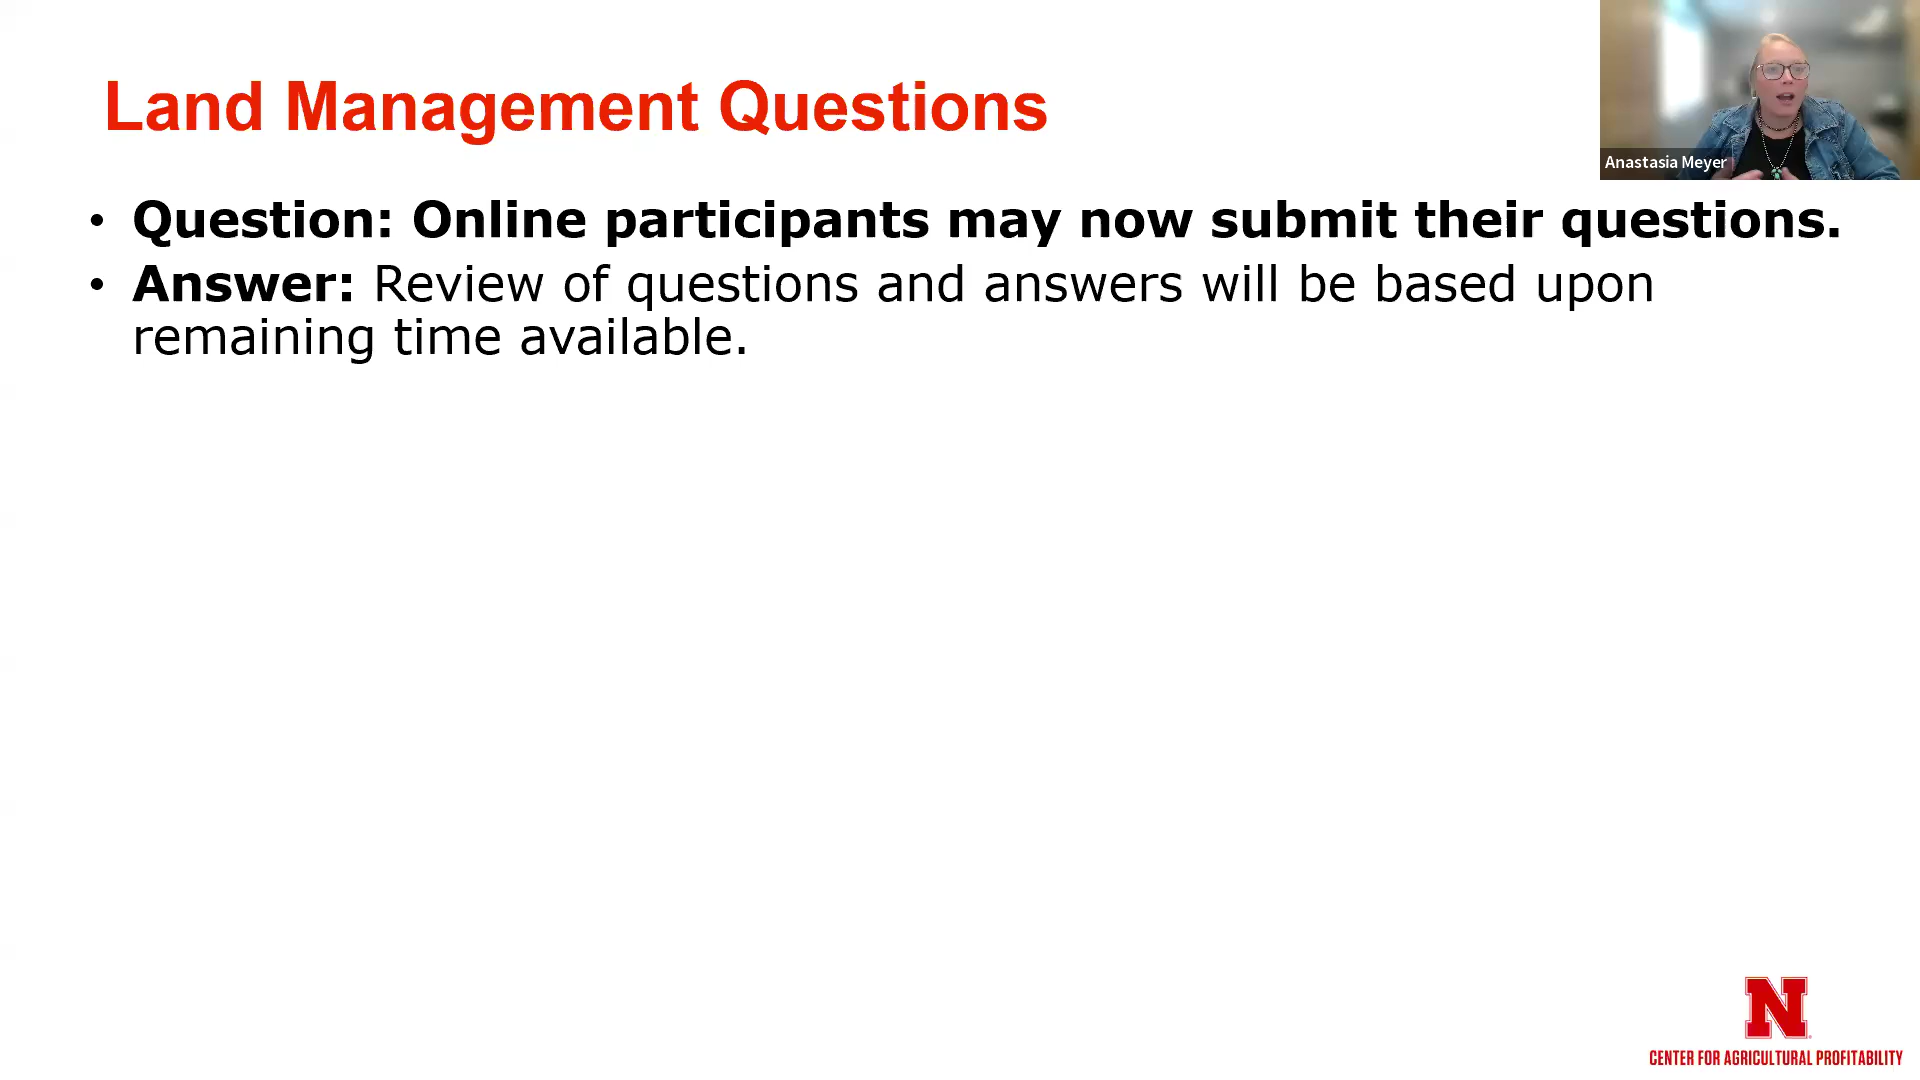 Land Management Questions
Anastasia Meyer
• Question: Online participants may now submit their questions.
• Answer: Review of questions and answers will be based upon
remaining time available.
N
CENTER FOR AGRICULTURAL PROFITABILITY